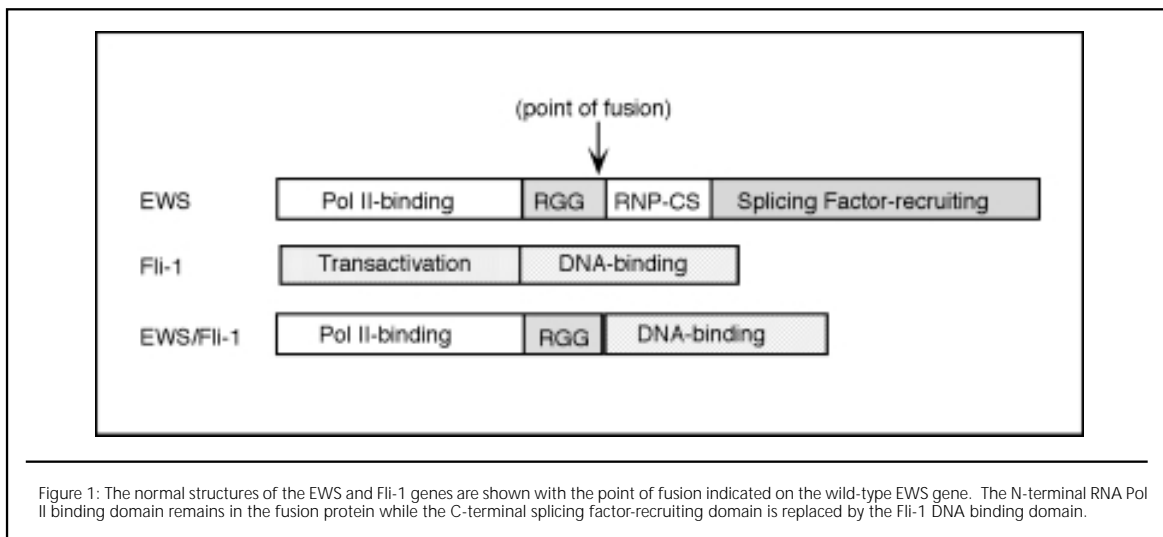 (point of fusion)
EWS Pol II-binding RGG RNP-CS Splicing Factor-recruiting
Fli-1 Transactivation DNA-binding
EWS/Fli-1 Pol II-binding RGG DNA-binding
Figure 1: The normal structures of the EWS and Fli-1 genes are shown with the point of fusion indicated on the wild-type EWS gene. The N-terminal RNA Pol
II binding domain remains in the fusion protein while the C-terminal splicing factor-recruiting domain is replaced by the Fli-1 DNA binding domain.